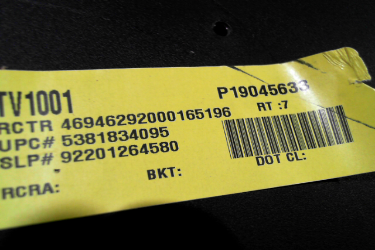 TV1001 P19045633
RCTR 46946292000165196 RT :7
UPC# 5381834095
SLP# 92201264580
BKT: DOT CL:
RCRA: